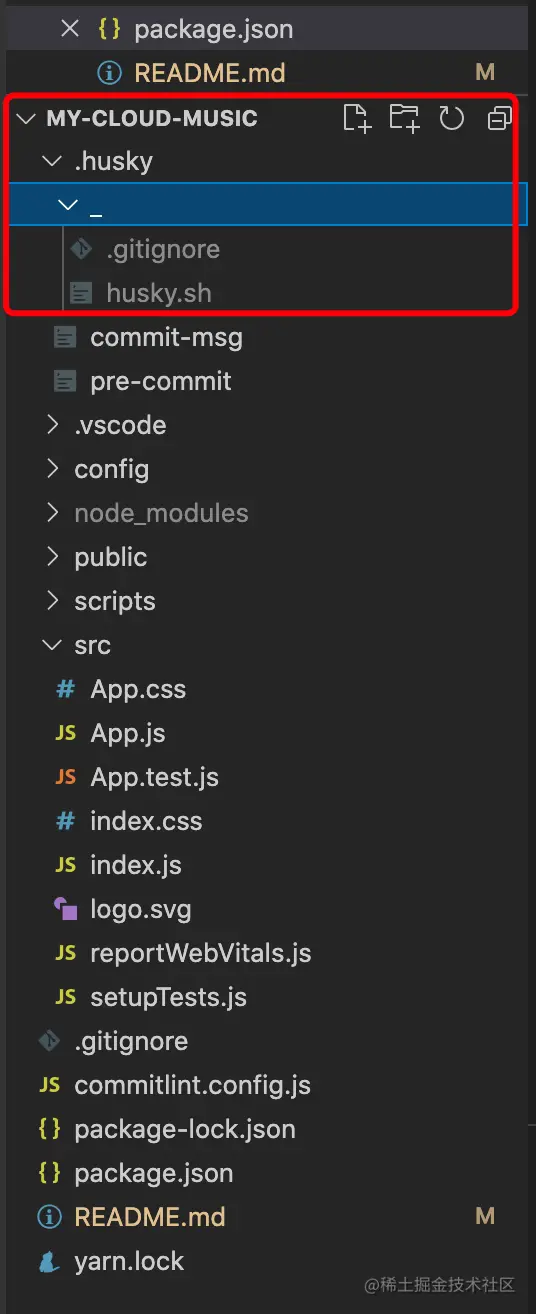 package.json
README.md M
MY-CLOUD-MUSIC
.husky
_
.gitignore
husky.sh
commit-msg
pre-commit
.vscode
config
node_modules
public
scripts
src
# App.css
JS App.js
JS App.test.js
# index.css
JS index.js
logo.svg
JS reportWebVitals.js
JS setupTests.js
.gitignore
JS commitlint.config.js
{} package-lock.json
{} package.json
README.md M
yarn.lock
@稀土掘金技术社区